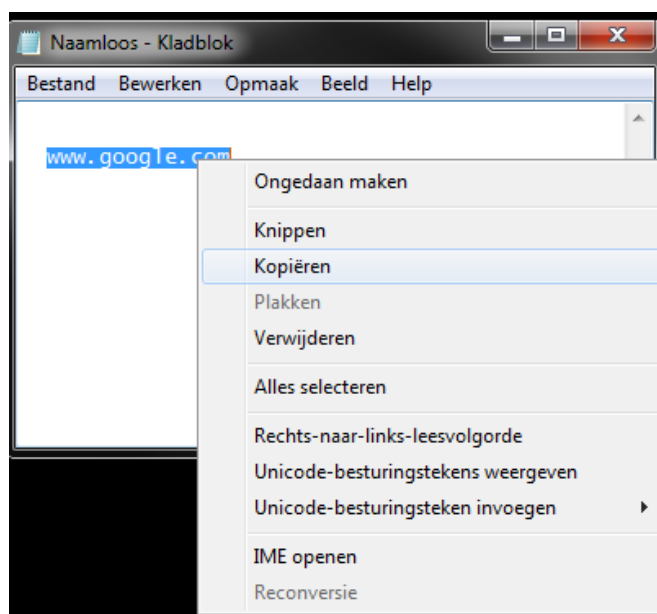 Naamloos - Kladblok
Bestand Bewerken Opmaak Beeld Help
www.google.com
Ongedaan maken
Knippen
Kopiëren
Plakken
Verwijderen
Alles selecteren
Rechts-naar-links-leesvolgorde
Unicode-besturingstekens weergeven
Unicode-besturingsteken invoegen
IME openen
Reconversie